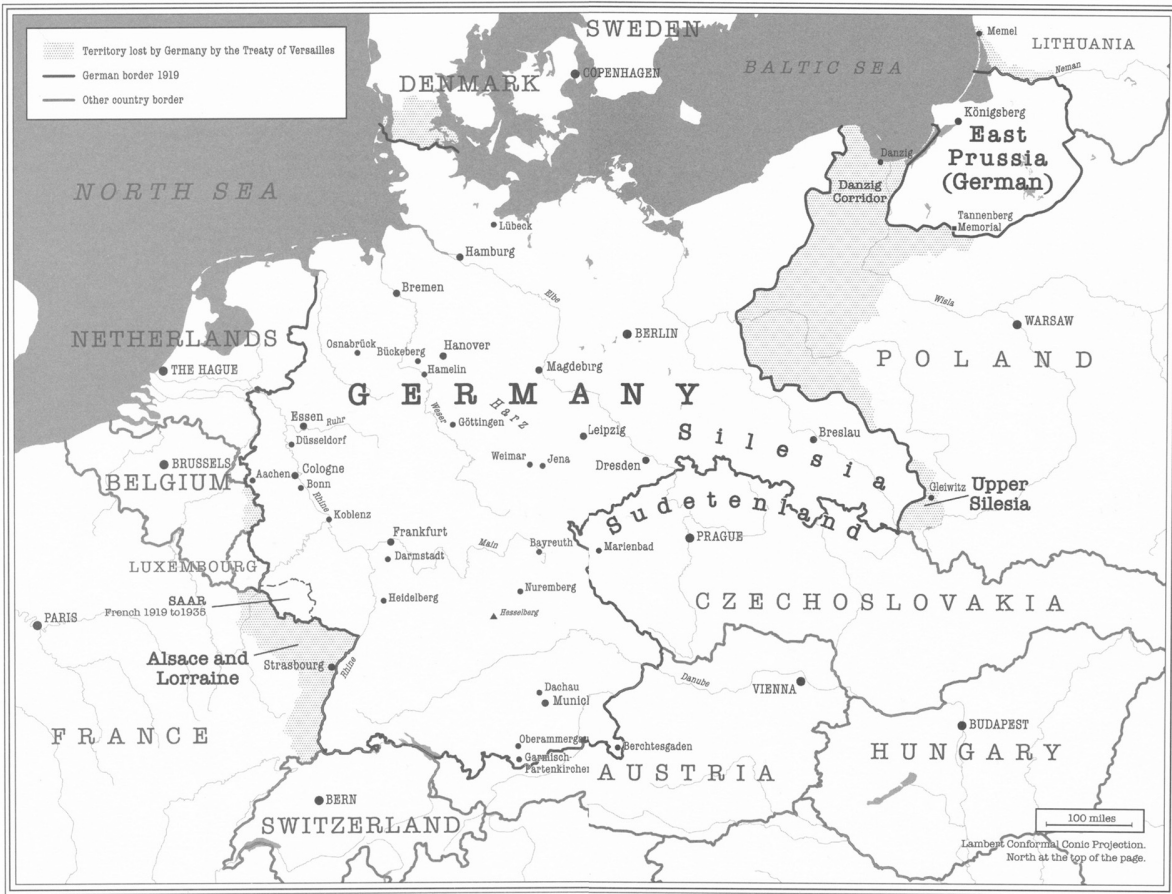 Territory lost by Germany by the Treaty of Versailles
German border 1919
Other country border
SWEDEN
DENMARK
COPENHAGEN
BALTIC SEA
Memel
LITHUANIA
Neman
Königsberg
East
Prussia
(German)
Danzig
Danzig
Corridor
Tannenberg
Memorial
NORTH SEA
Lübeck
Hamburg
Bremen
Elbe
Wisla
WARSAW
BERLIN
NETHERLANDS
THE HAGUE
Osnabrück
Bückeberg
Hanover
Hamelin
Magdeburg
POLAND
GERMANY
Essen
Ruhr
Düsseldorf
Weser
Göttingen
Harz
Leipzig
Silesia
Breslau
BRUSSELS
BELGIUM
Aachen
Cologne
Bonn
Rhine
Koblenz
Weimar
Jena
Dresden
Gleiwitz
Upper
Silesia
Sudetenland
Frankfurt
Darmstadt
Main
Bayreuth
Marienbad
PRAGUE
LUXEMBOURG
SAAR
French 1919 to 1935
Heidelberg
Nuremberg
Hesselberg
CZECHOSLOVAKIA
PARIS
Alsace and
Lorraine
Strasbourg
Rhine
Dachau
Munich
Danube
VIENNA
FRANCE
BUDAPEST
HUNGARY
Oberammergau
Garmisch-
Partenkirchen
Berchtesgaden
AUSTRIA
BERN
SWITZERLAND
100 miles
Lambert Conformal Conic Projection.
North at the top of the page.